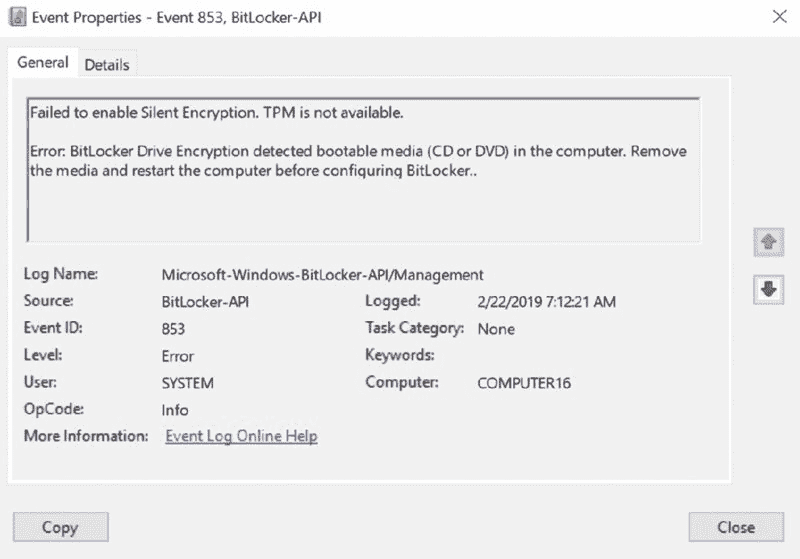 Event Properties - Event 853, BitLocker-API
General Details
Failed to enable Silent Encryption. TPM is not available.
Error: BitLocker Drive Encryption detected bootable media (CD or DVD) in the computer. Remove
the media and restart the computer before configuring BitLocker..
Log Name: Microsoft-Windows-BitLocker-API/Management
Source: BitLocker-API Logged: 2/22/2019 7:12:21 AM
Event ID: 853 Task Category: None
Level: Error Keywords:
User: SYSTEM Computer: COMPUTER16
OpCode: Info
More Information: Event Log Online Help
Copy Close